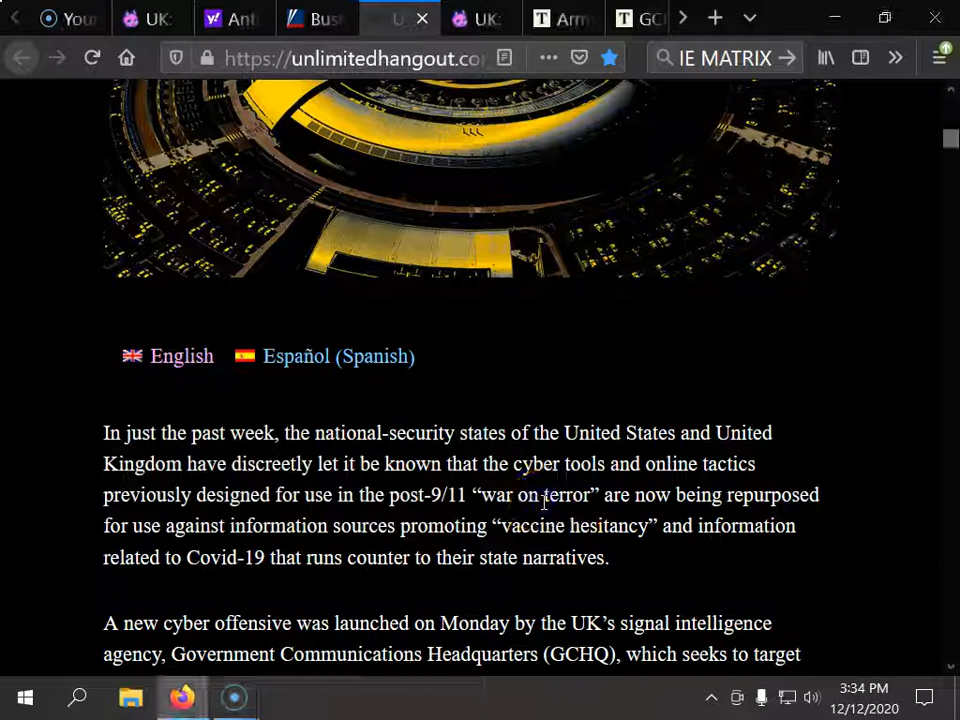 You
UK:
Anti
Bus
UK:
Arm
GC
https://unlimitedhangout.co
IE MATRIX
English Español (Spanish)
In just the past week, the national-security states of the United States and United
Kingdom have discreetly let it be known that the cyber tools and online tactics
previously designed for use in the post-9/11 “war on terror” are now being repurposed
for use against information sources promoting “vaccine hesitancy” and information
related to Covid-19 that runs counter to their state narratives.
A new cyber offensive was launched on Monday by the UK’s signal intelligence
agency, Government Communications Headquarters (GCHQ), which seeks to target
3:34 PM
12/12/2020